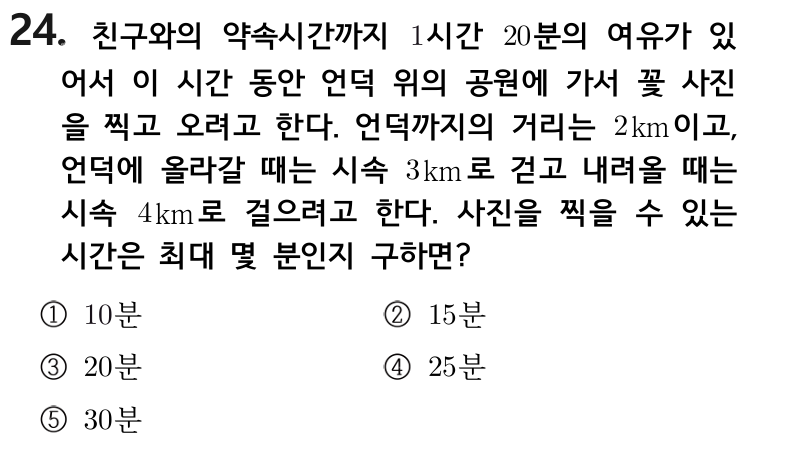 24. 친구와의 약속시간까지 1시간 20분의 여유가 있
어서 이 시간 동안 언덕 위의 공원에 가서 꽃 사진
을 찍고 오려고 한다. 언덕까지의 거리는 2km이고,
언덕에 올라갈 때는 시속 3km로 걷고 내려올 때는
시속 4km로 걸으려고 한다. 사진을 찍을 수 있는
시간은 최대 몇 분인지 구하면?
① 10분 ② 15분
③ 20분 ④ 25분
⑤ 30분